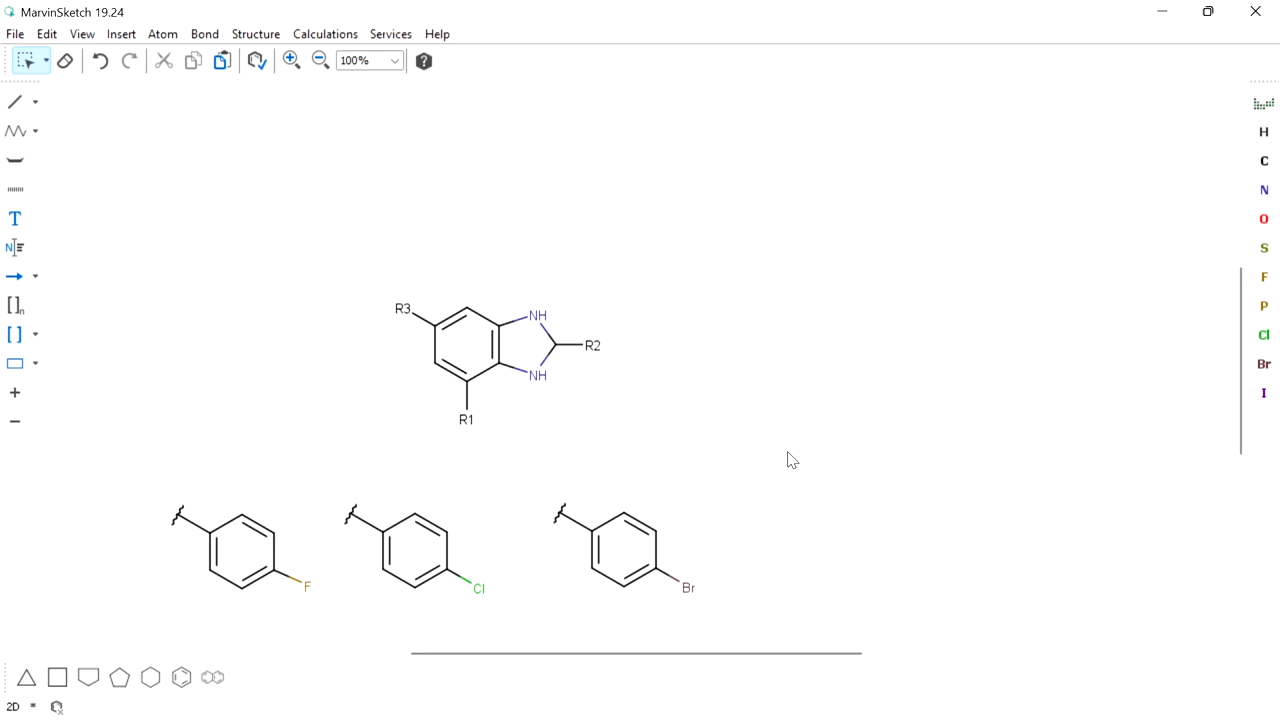 MarvinSketch 19.24
File Edit View Insert Atom Bond Structure Calculations Services Help
100%
H
C
N
O
S
F
P
Cl
Br
I
T
N
[ ]n
[ ]
R3
NH
R2
NH
R1
F
Cl
Br
2D *